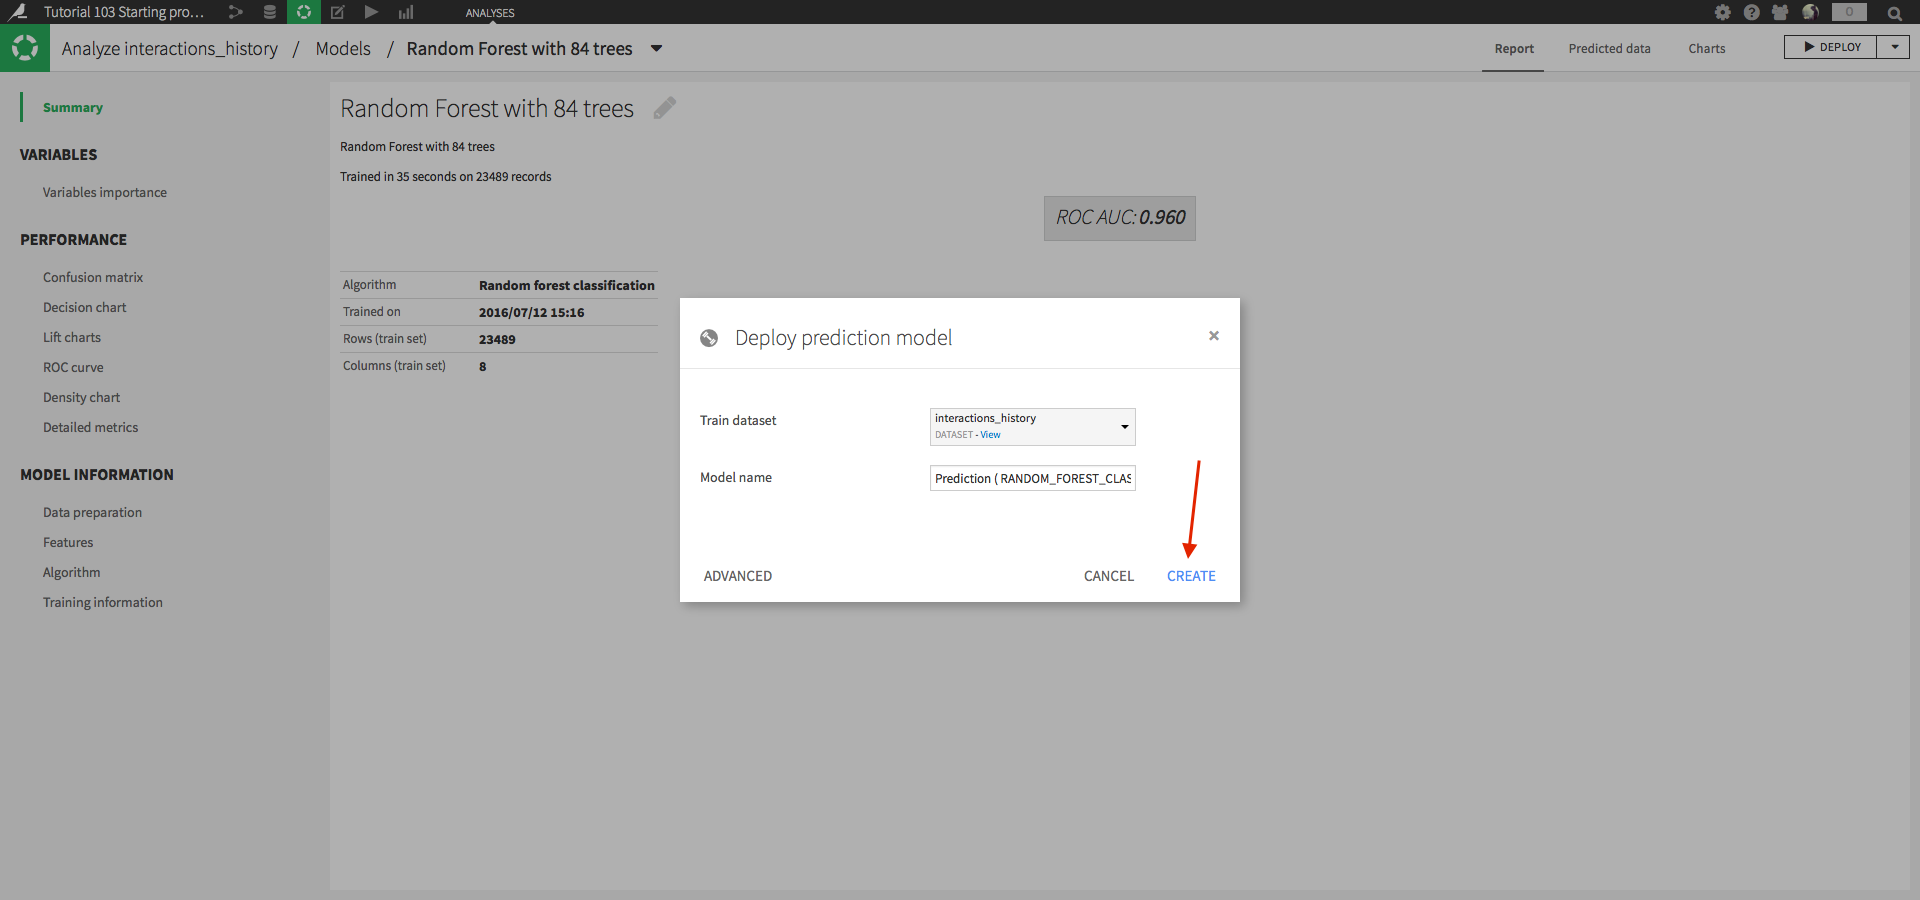 Tutorial 103 Starting pro...
ANALYSES
0
Analyze interactions_history / Models / Random Forest with 84 trees
Report
Predicted data
Charts
DEPLOY
Summary
VARIABLES
Variables importance
PERFORMANCE
Confusion matrix
Decision chart
Lift charts
ROC curve
Density chart
Detailed metrics
MODEL INFORMATION
Data preparation
Features
Algorithm
Training information
Random Forest with 84 trees
Random Forest with 84 trees
Trained in 35 seconds on 23489 records
ROC AUC: 0.960
Algorithm Random forest classification
Trained on 2016/07/12 15:16
Rows (train set) 23489
Columns (train set) 8
Deploy prediction model
×
Train dataset
interactions_history
DATASET - View
Model name
Prediction ( RANDOM_FOREST_CLAS
ADVANCED
CANCEL
CREATE